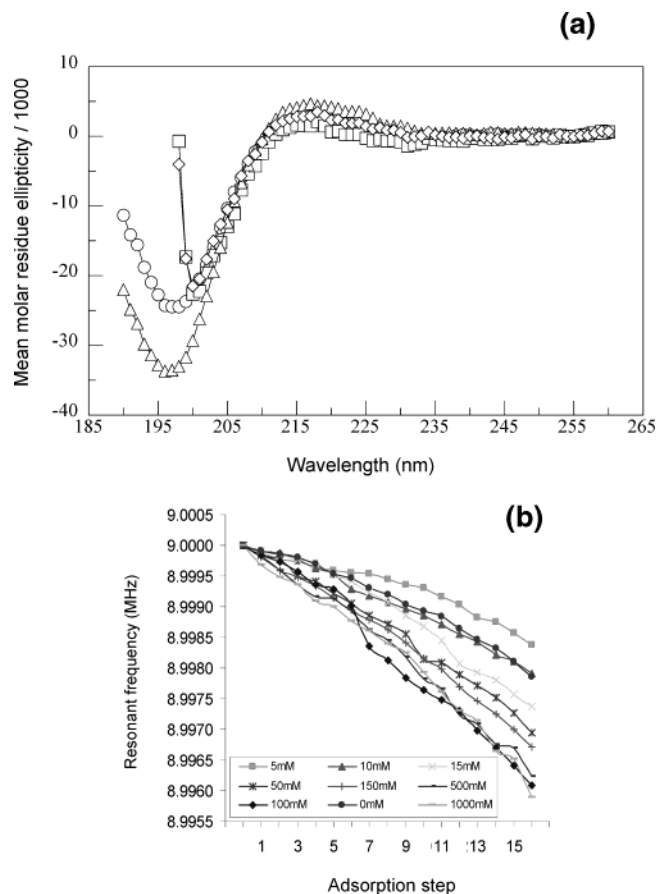 (a)
10
0
-10
-20
-30
-40
185 195 205 215 225 235 245 255 265
Mean molar residue ellipticity / 1000
Wavelength (nm)
(b)
9.0005
9.0000
8.9995
8.9990
8.9985
8.9980
8.9975
8.9970
8.9965
8.9960
8.9955
Resonant frequency (MHz)
5mM 10mM 15mM
50mM 150mM 500mM
100mM 0mM 1000mM
1 3 5 7 9 11 13 15
Adsorption step